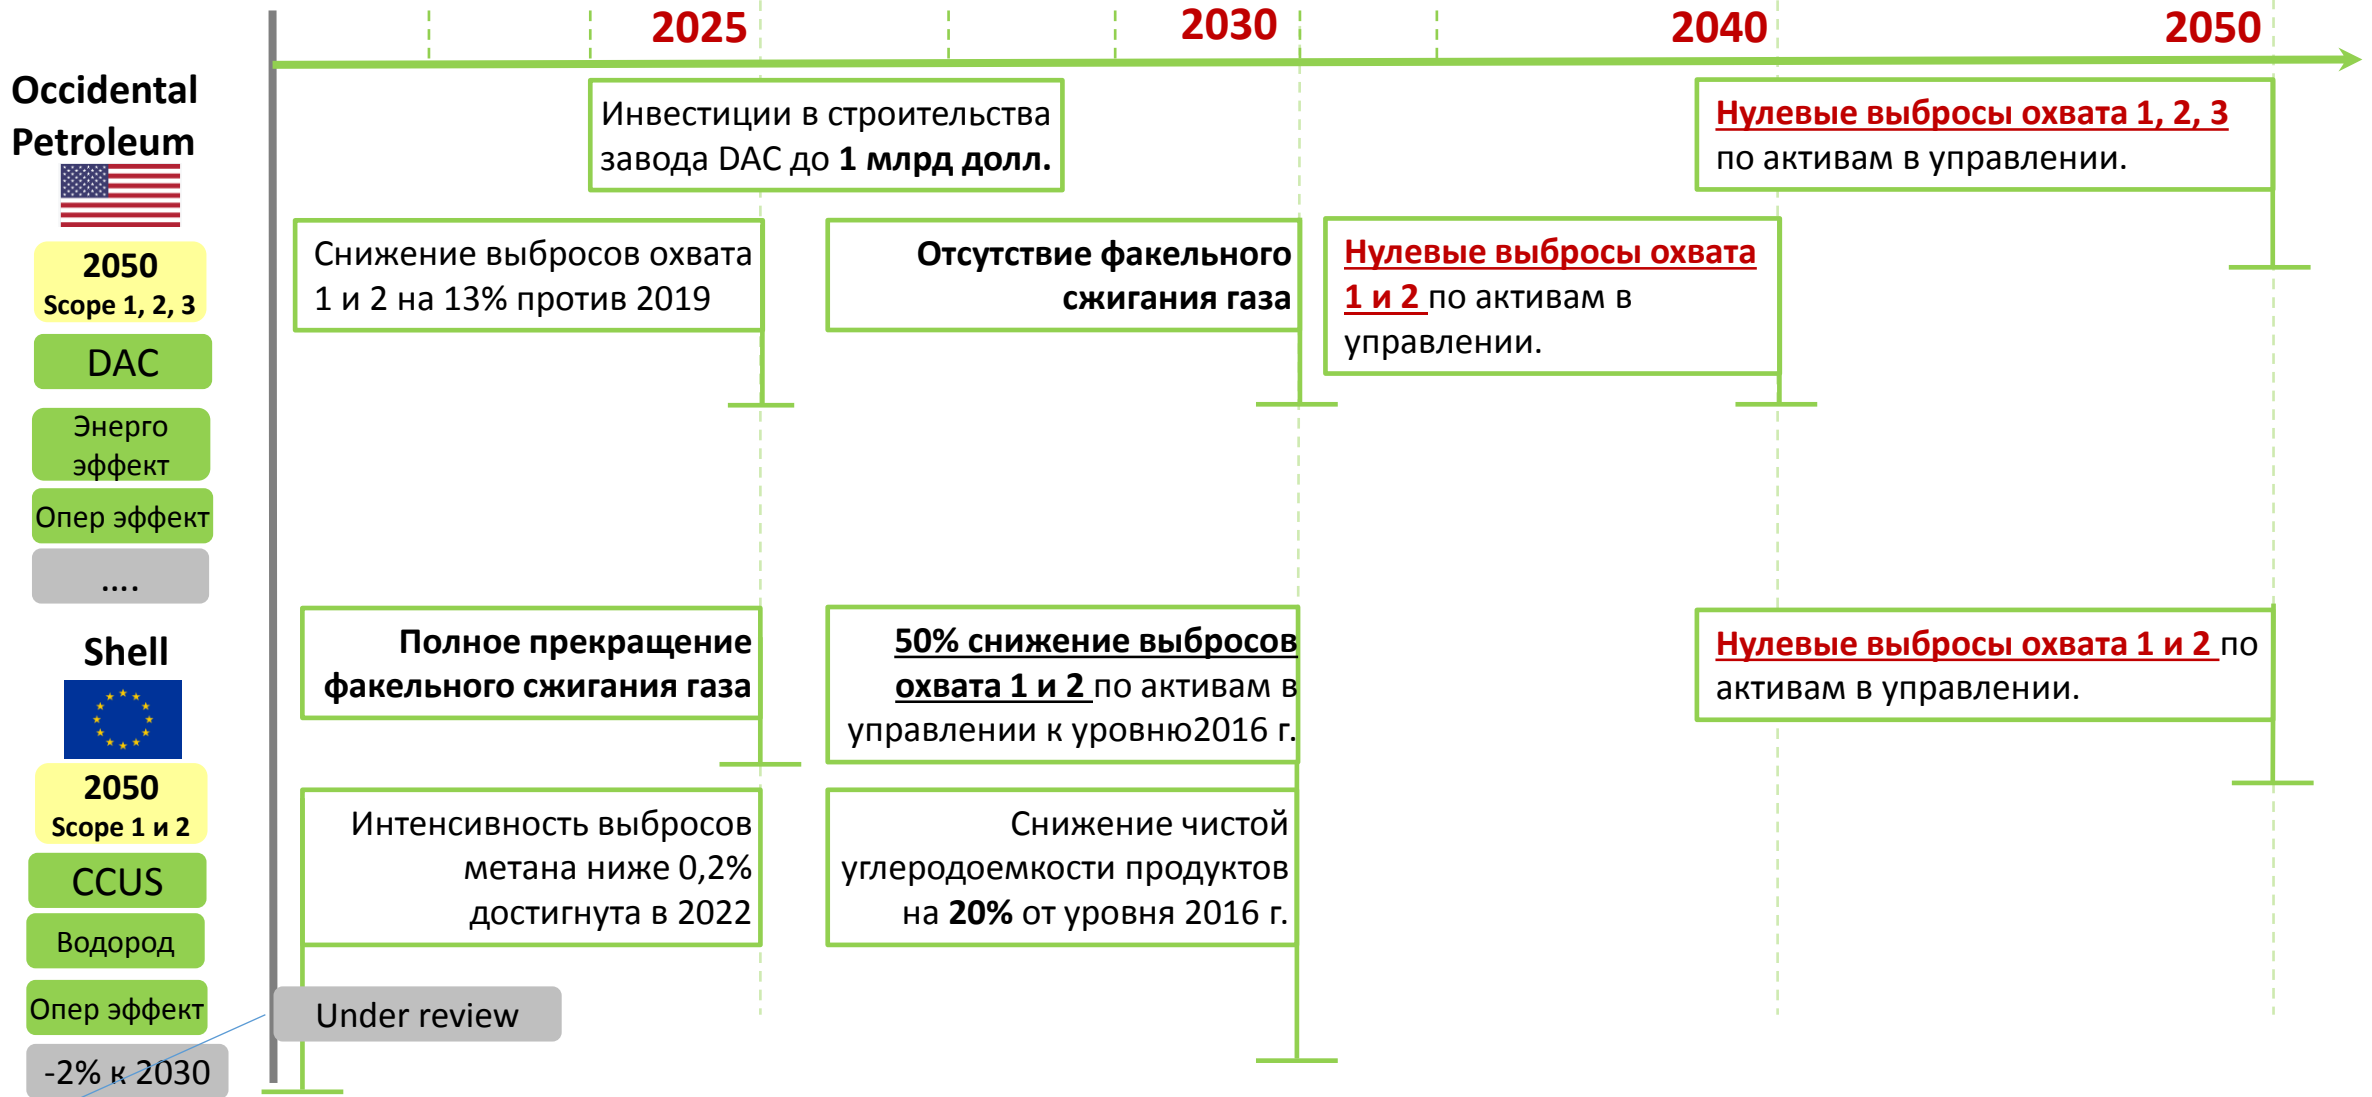 2025
2030
2040
2050
Occidental
Petroleum
2050
Scope 1, 2, 3
DAC
Энерго
эффект
Опер эффект
....
Инвестиции в строительства
завода DAC до 1 млрд долл.
Нулевые выбросы охвата 1, 2, 3
по активам в управлении.
Снижение выбросов охвата
1 и 2 на 13% против 2019
Отсутствие факельного
сжигания газа
Нулевые выбросы охвата
1 и 2 по активам в
управлении.
Shell
2050
Scope 1 и 2
CCUS
Водород
Опер эффект
-2% к 2030
Полное прекращение
факельного сжигания газа
50% снижение выбросов
охвата 1 и 2 по активам в
управлении к уровню2016 г.
Нулевые выбросы охвата 1 и 2 по
активам в управлении.
Интенсивность выбросов
метана ниже 0,2%
достигнута в 2022
Снижение чистой
углеродоемкости продуктов
на 20% от уровня 2016 г.
Under review